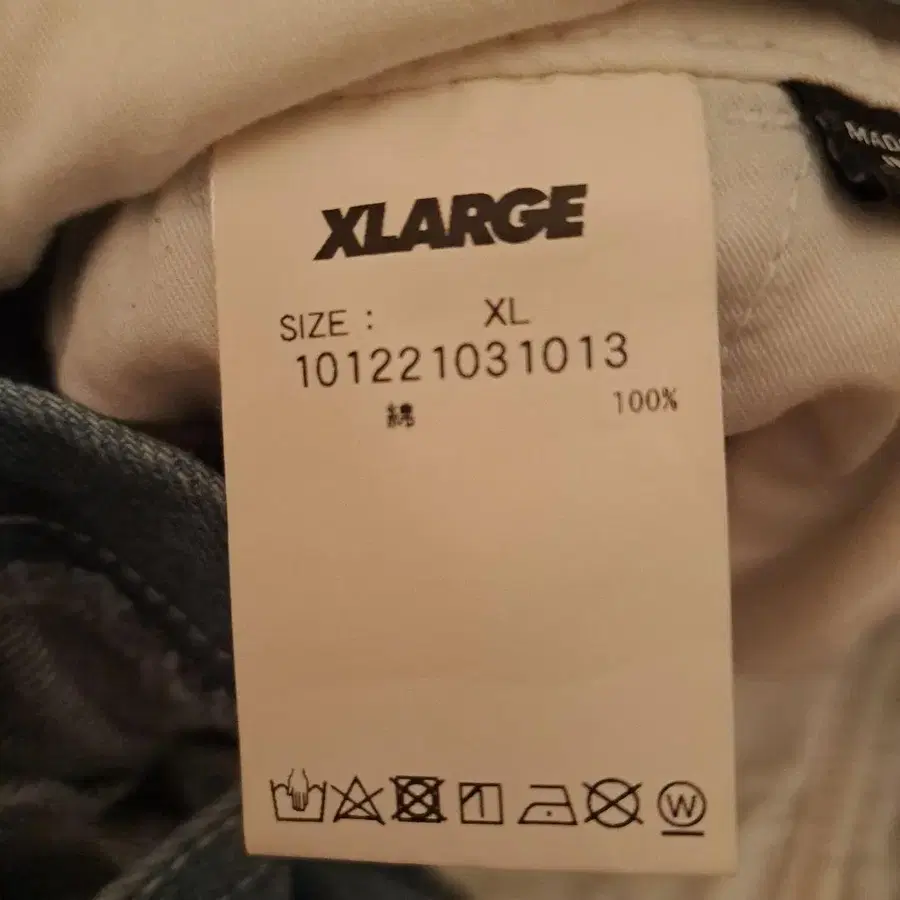 XLARGE
SIZE : XL
101221031013
綿 100%
W